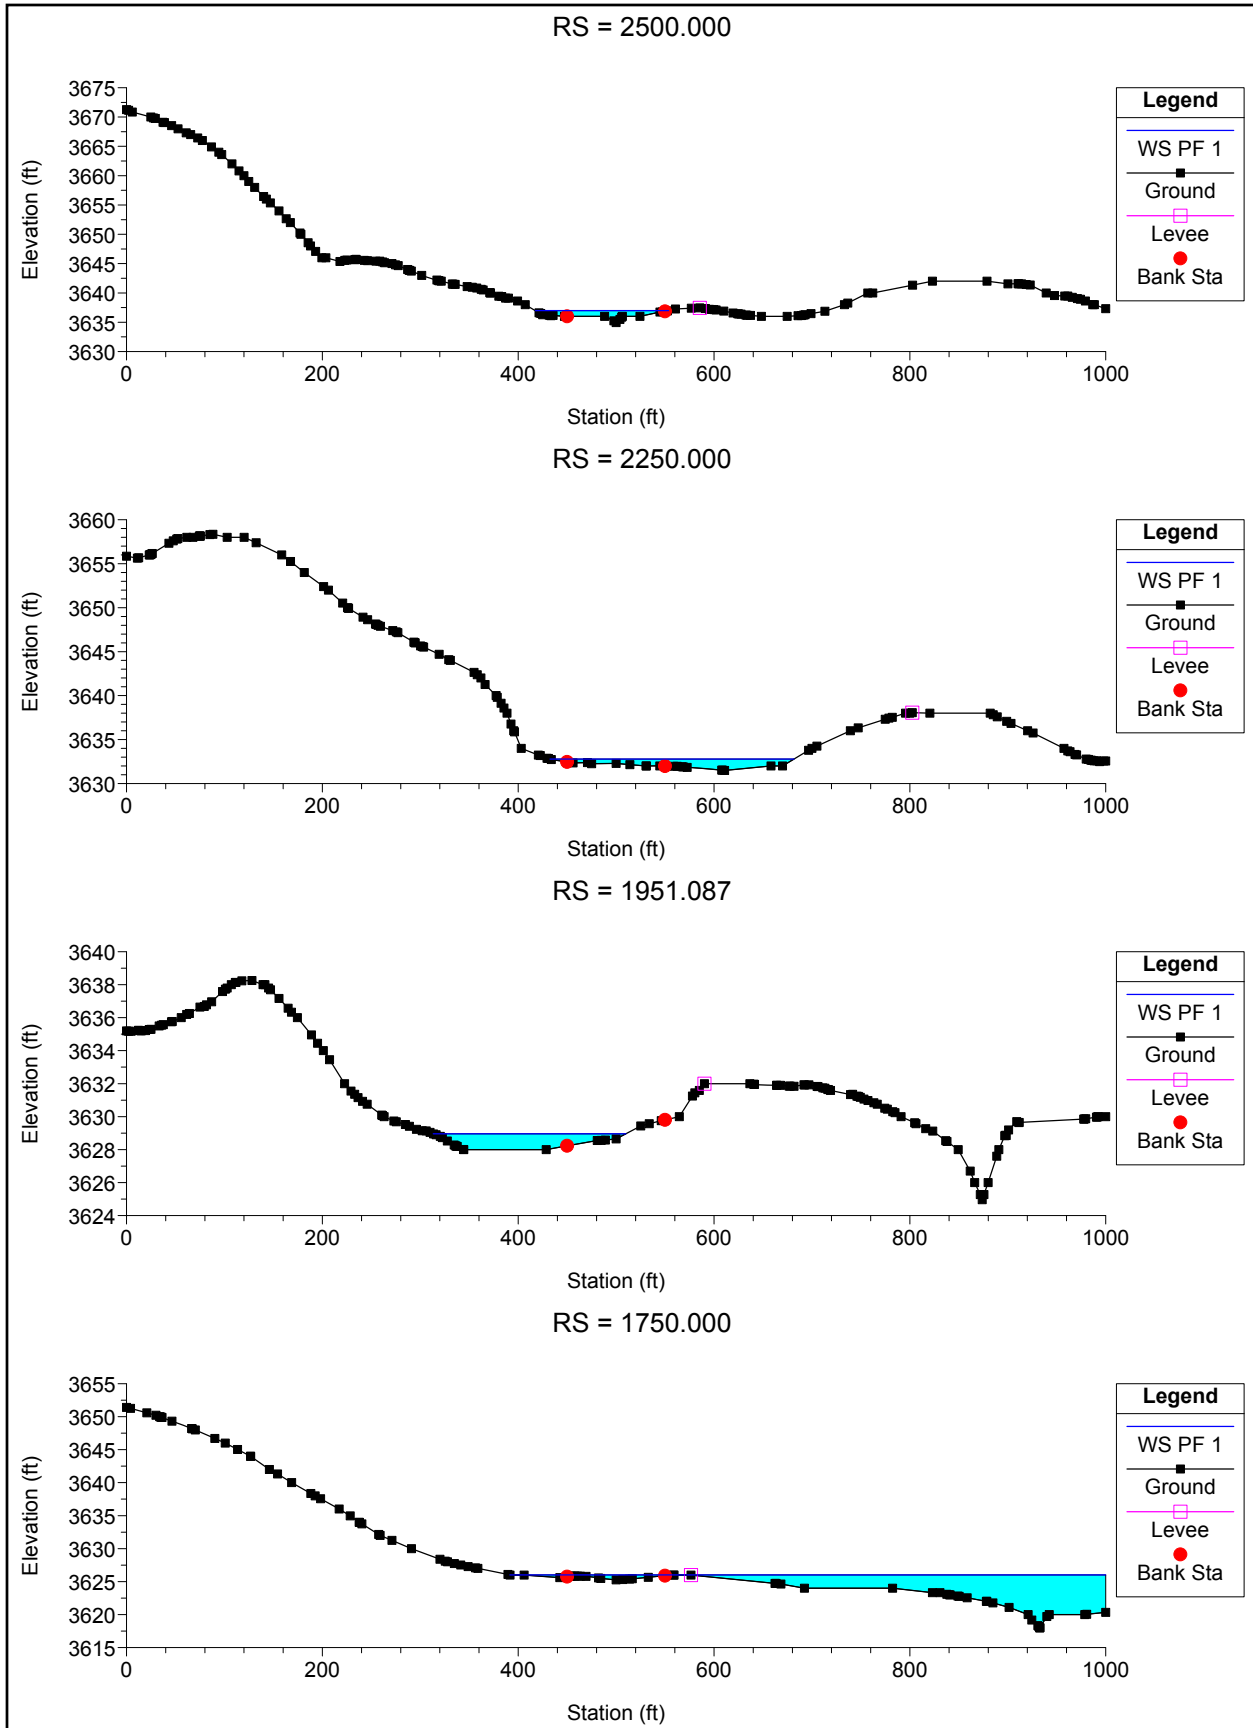 RS = 2500.000
Elevation (ft)
3675
3670
3665
3660
3655
3650
3645
3640
3635
3630
0 200 400 600 800 1000
Station (ft)
Legend
WS PF 1
Ground
Levee
Bank Sta
RS = 2250.000
Elevation (ft)
3660
3655
3650
3645
3640
3635
3630
0 200 400 600 800 1000
Station (ft)
Legend
WS PF 1
Ground
Levee
Bank Sta
RS = 1951.087
Elevation (ft)
3640
3638
3636
3634
3632
3630
3628
3626
3624
0 200 400 600 800 1000
Station (ft)
Legend
WS PF 1
Ground
Levee
Bank Sta
RS = 1750.000
Elevation (ft)
3655
3650
3645
3640
3635
3630
3625
3620
3615
0 200 400 600 800 1000
Station (ft)
Legend
WS PF 1
Ground
Levee
Bank Sta